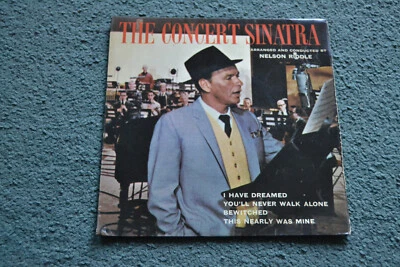 THE CONCERT SINATRA
ARRANGED AND CONDUCTED BY
NELSON RIDDLE
I HAVE DREAMED
YOU'LL NEVER WALK ALONE
BEWITCHED
THIS NEARLY WAS MINE